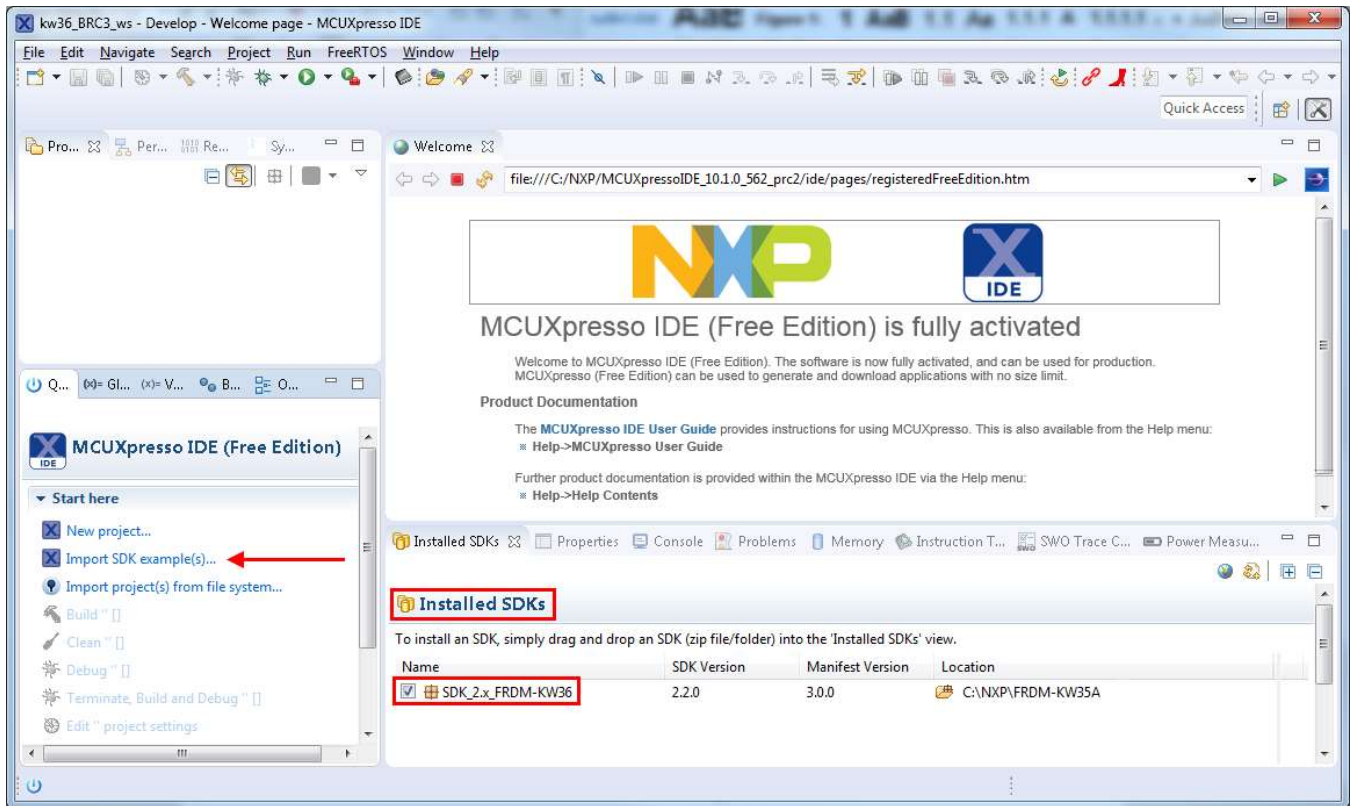 kw36_BRC3_ws - Develop - Welcome page - MCUXpresso IDE
File Edit Navigate Search Project Run FreeRTOS Window Help
Quick Access
Pro... Per... Re... Sy...
Welcome
file:///C:/NXP/MCUXpressoIDE_10.1.0_562_prc2/ide/pages/registeredFreeEdition.htm
NXP
X IDE
MCUXpresso IDE (Free Edition) is fully activated
Welcome to MCUXpresso IDE (Free Edition). The software is now fully activated, and can be used for production.
MCUXpresso (Free Edition) can be used to generate and download applications with no size limit.
Product Documentation
The MCUXpresso IDE User Guide provides instructions for using MCUXpresso. This is also available from the Help menu:
Help->MCUXpresso User Guide
Further product documentation is provided within the MCUXpresso IDE via the Help menu:
Help->Help Contents
Q... (x)= Gl... (x)= V... B... O...
X IDE
MCUXpresso IDE (Free Edition)
Start here
New project...
Import SDK example(s)...
Import project(s) from file system...
Build '' []
Clean '' []
Debug '' []
Terminate, Build and Debug '' []
Edit '' project settings
Installed SDKs Properties Console Problems Memory Instruction T... SWO Trace C... Power Measu...
Installed SDKs
To install an SDK, simply drag and drop an SDK (zip file/folder) into the 'Installed SDKs' view.
Name SDK Version Manifest Version Location
SDK_2.x_FRDM-KW36 2.2.0 3.0.0 C:\NXP\FRDM-KW35A